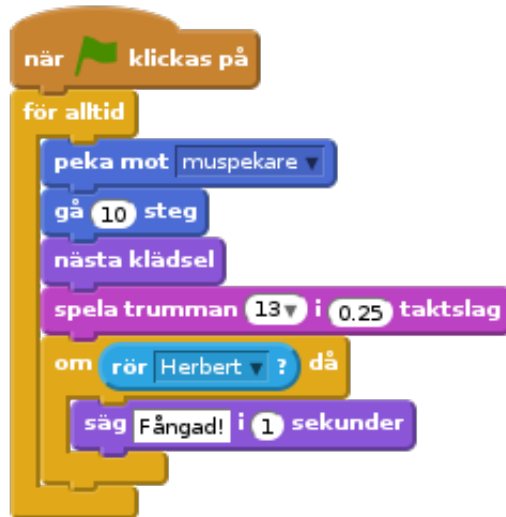 när klickas på
för alltid
peka mot muspekare
gå 10 steg
nästa klädsel
spela trumman 13 i 0.25 taktslag
om rör Herbert ? då
säg Fångad! i 1 sekunder